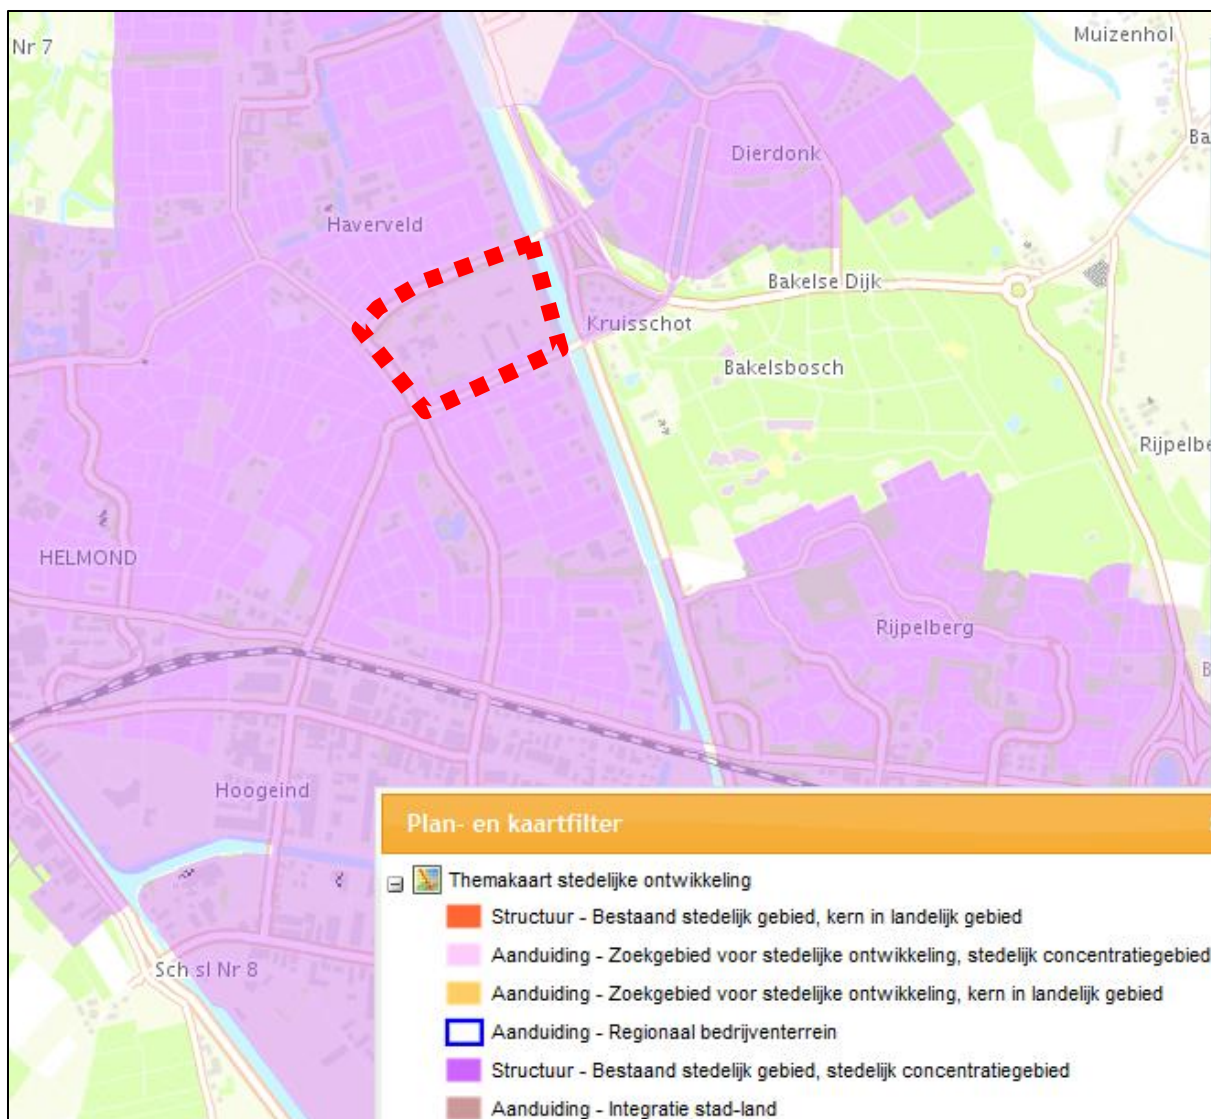 Nr 7
Muizenhol
Ba
Dierdonk
Haverveld
Bakelse Dijk
Kruisschot
Bakelsbosch
Rijpelbe
HELMOND
Rijpelberg
B
Hoogeind
Sch sl Nr 8
Plan- en kaartfilter
Themakaart stedelijke ontwikkeling
Structuur - Bestaand stedelijk gebied, kern in landelijk gebied
Aanduiding - Zoekgebied voor stedelijke ontwikkeling, stedelijk concentratiegebied
Aanduiding - Zoekgebied voor stedelijke ontwikkeling, kern in landelijk gebied
Aanduiding - Regionaal bedrijventerrein
Structuur - Bestaand stedelijk gebied, stedelijk concentratiegebied
Aanduiding - Integratie stad-land